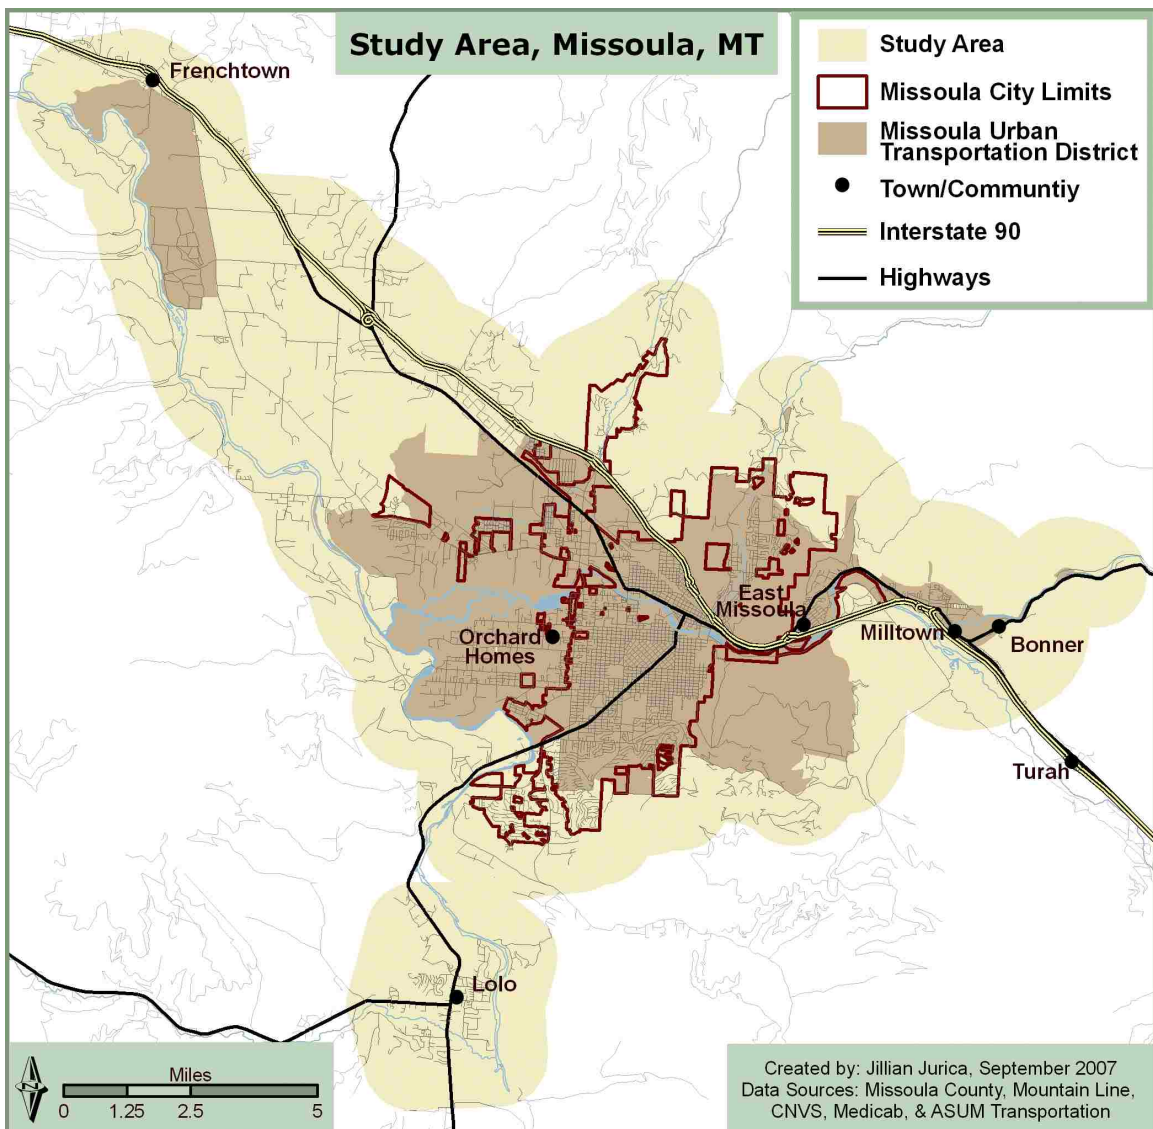 Study Area, Missoula, MT
Study Area
Missoula City Limits
Missoula Urban
Transportation District
Town/Communtiy
Interstate 90
Highways
Frenchtown
East
Missoula
Orchard
Homes
Milltown
Bonner
Turah
Lolo
Miles
0 1.25 2.5 5
Created by: Jillian Jurica, September 2007
Data Sources: Missoula County, Mountain Line,
CNVS, Medicab, & ASUM Transportation